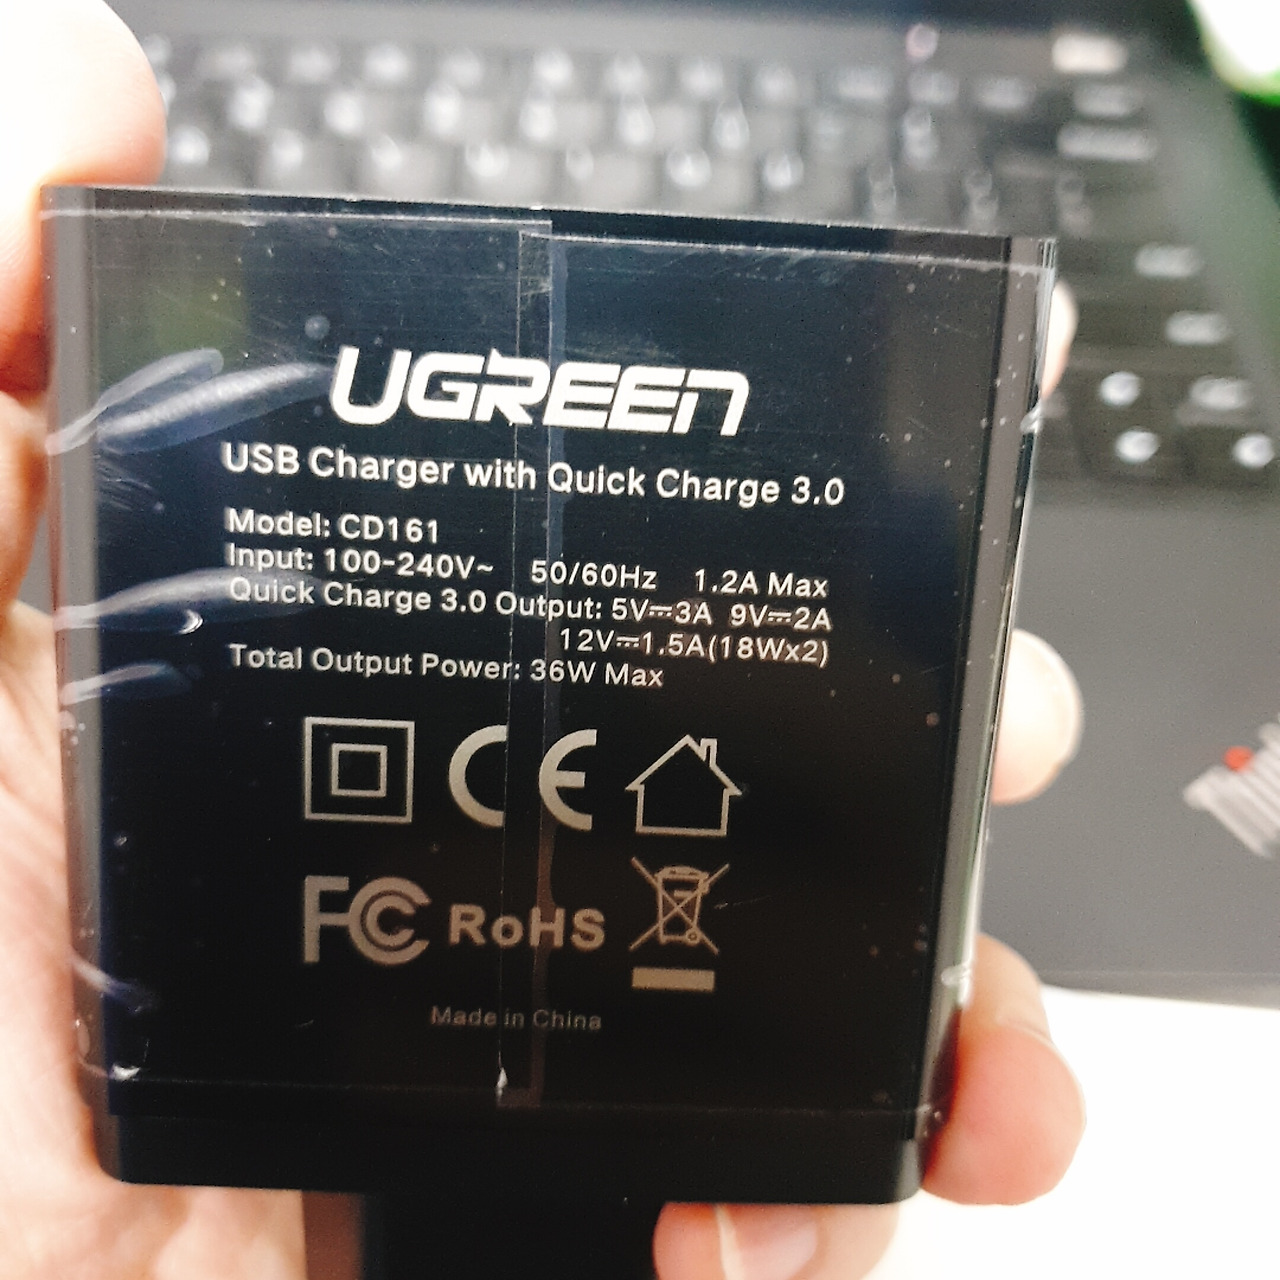 UGREEN
USB Charger with Quick Charge 3.0
Model: CD161
Input: 100-240V~ 50/60Hz 1.2A Max
Quick Charge 3.0 Output: 5V⎓3A 9V⎓2A
12V⎓1.5A(18Wx2)
Total Output Power: 36W Max
CE
FC RoHS
Made in China